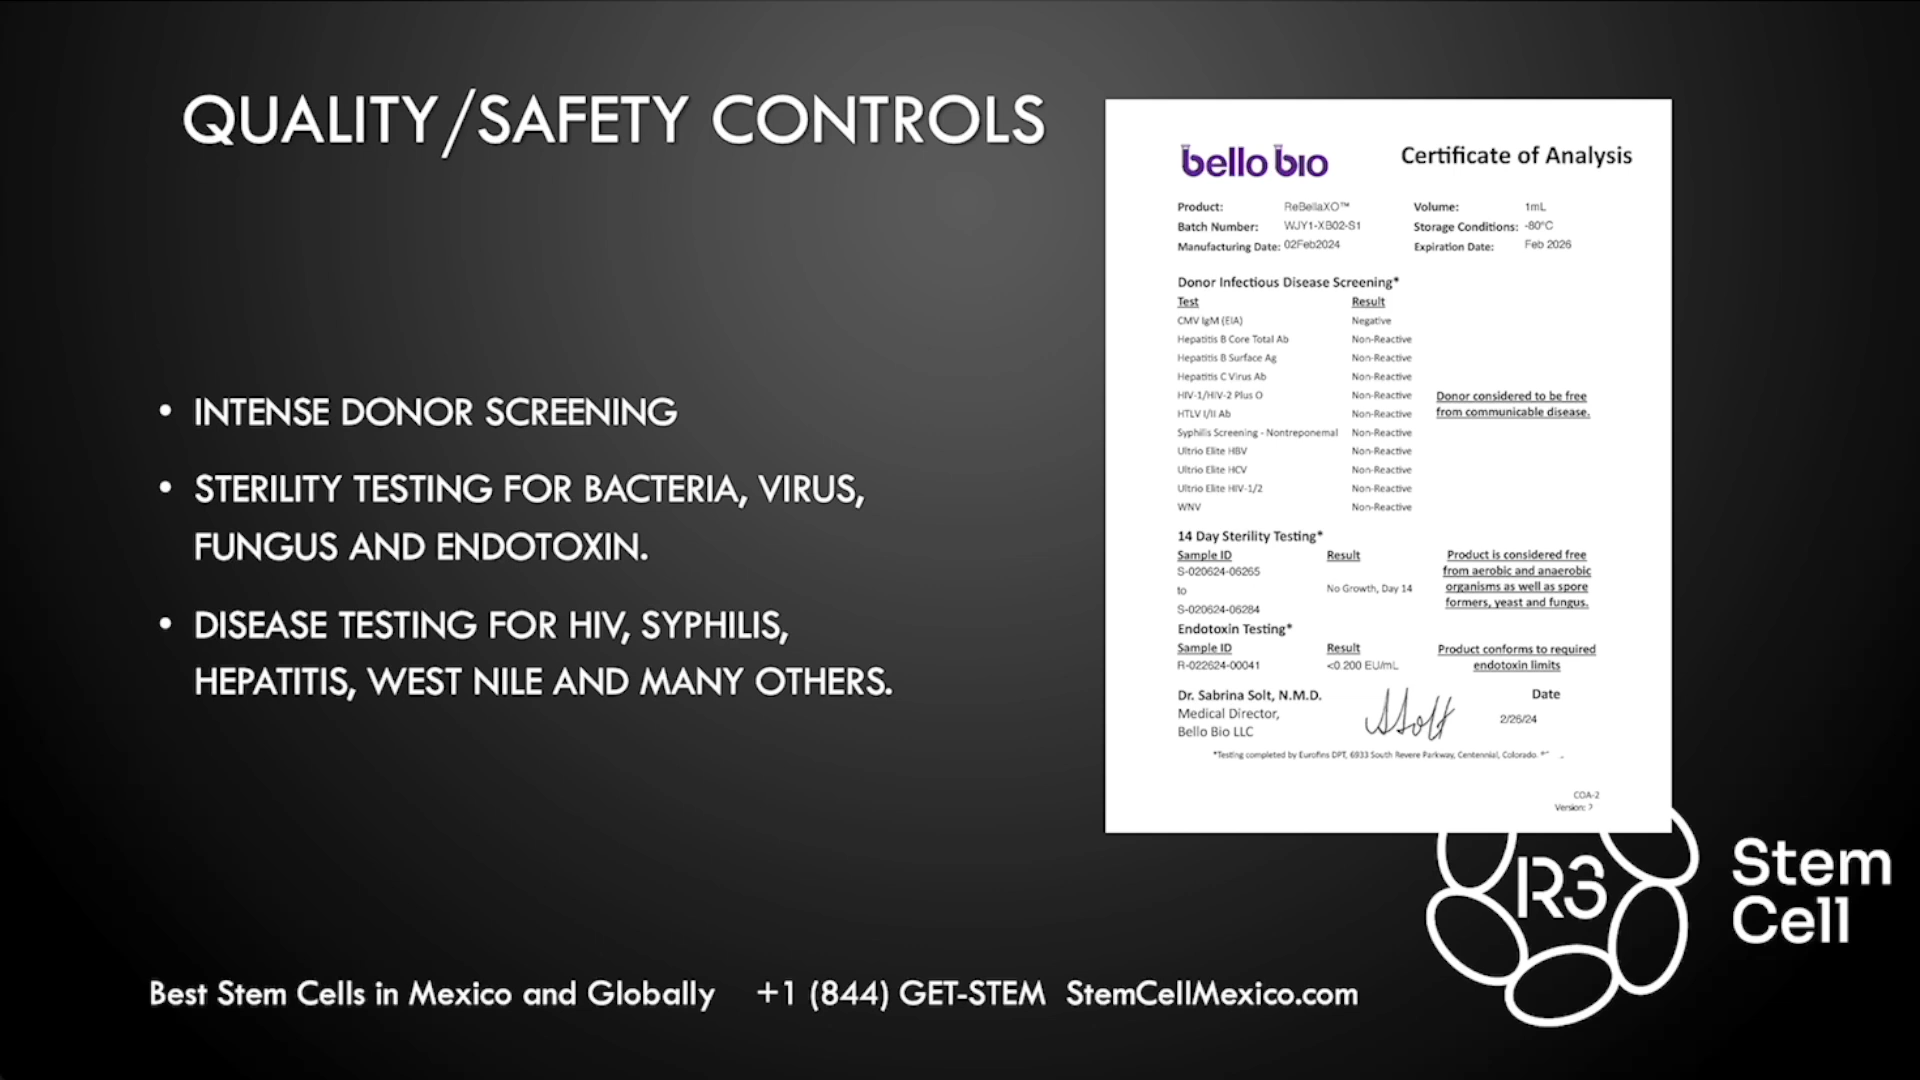 QUALITY/SAFETY CONTROLS
• INTENSE DONOR SCREENING
• STERILITY TESTING FOR BACTERIA, VIRUS,
FUNGUS AND ENDOTOXIN.
• DISEASE TESTING FOR HIV, SYPHILIS,
HEPATITIS, WEST NILE AND MANY OTHERS.
bello bio
Certificate of Analysis
Product: ReBellaXO™ Volume: 1mL
Batch Number: WJY1-XB02-S1 Storage Conditions: -80°C
Manufacturing Date: 02Feb2024 Expiration Date: Feb 2026
Donor Infectious Disease Screening*
Test Result
CMV IgM (EIA) Negative
Hepatitis B Core Total Ab Non-Reactive
Hepatitis B Surface Ag Non-Reactive
Hepatitis C Virus Ab Non-Reactive
HIV-1/HIV-2 Plus O Non-Reactive
HTLV I/II Ab Non-Reactive
Syphilis Screening - Nontreponemal Non-Reactive
Ultrio Elite HBV Non-Reactive
Ultrio Elite HCV Non-Reactive
Ultrio Elite HIV-1/2 Non-Reactive
WNV Non-Reactive
Donor considered to be free
from communicable disease.
14 Day Sterility Testing*
Sample ID Result
S-020624-06265
to No Growth, Day 14
S-020624-06284
Product is considered free
from aerobic and anaerobic
organisms as well as spore
formers, yeast and fungus.
Endotoxin Testing*
Sample ID Result
R-022624-00041 <0.200 EU/mL
Product conforms to required
endotoxin limits
Dr. Sabrina Solt, N.M.D.
Medical Director,
Bello Bio LLC
Date
2/26/24
*Testing completed by Eurofins DPT, 6933 South Revere Parkway, Centennial, Colorado.
COA-2
Version:
R3
Stem
Cell
Best Stem Cells in Mexico and Globally +1 (844) GET-STEM StemCellMexico.com